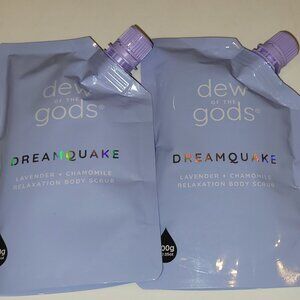 dew
OF THE
gods®
DREAMQUAKE
LAVENDER + CHAMOMILE
RELAXATION BODY SCRUB
dew
OF THE
gods®
DREAMQUAKE
LAVENDER + CHAMOMILE
RELAXATION BODY SCRUB